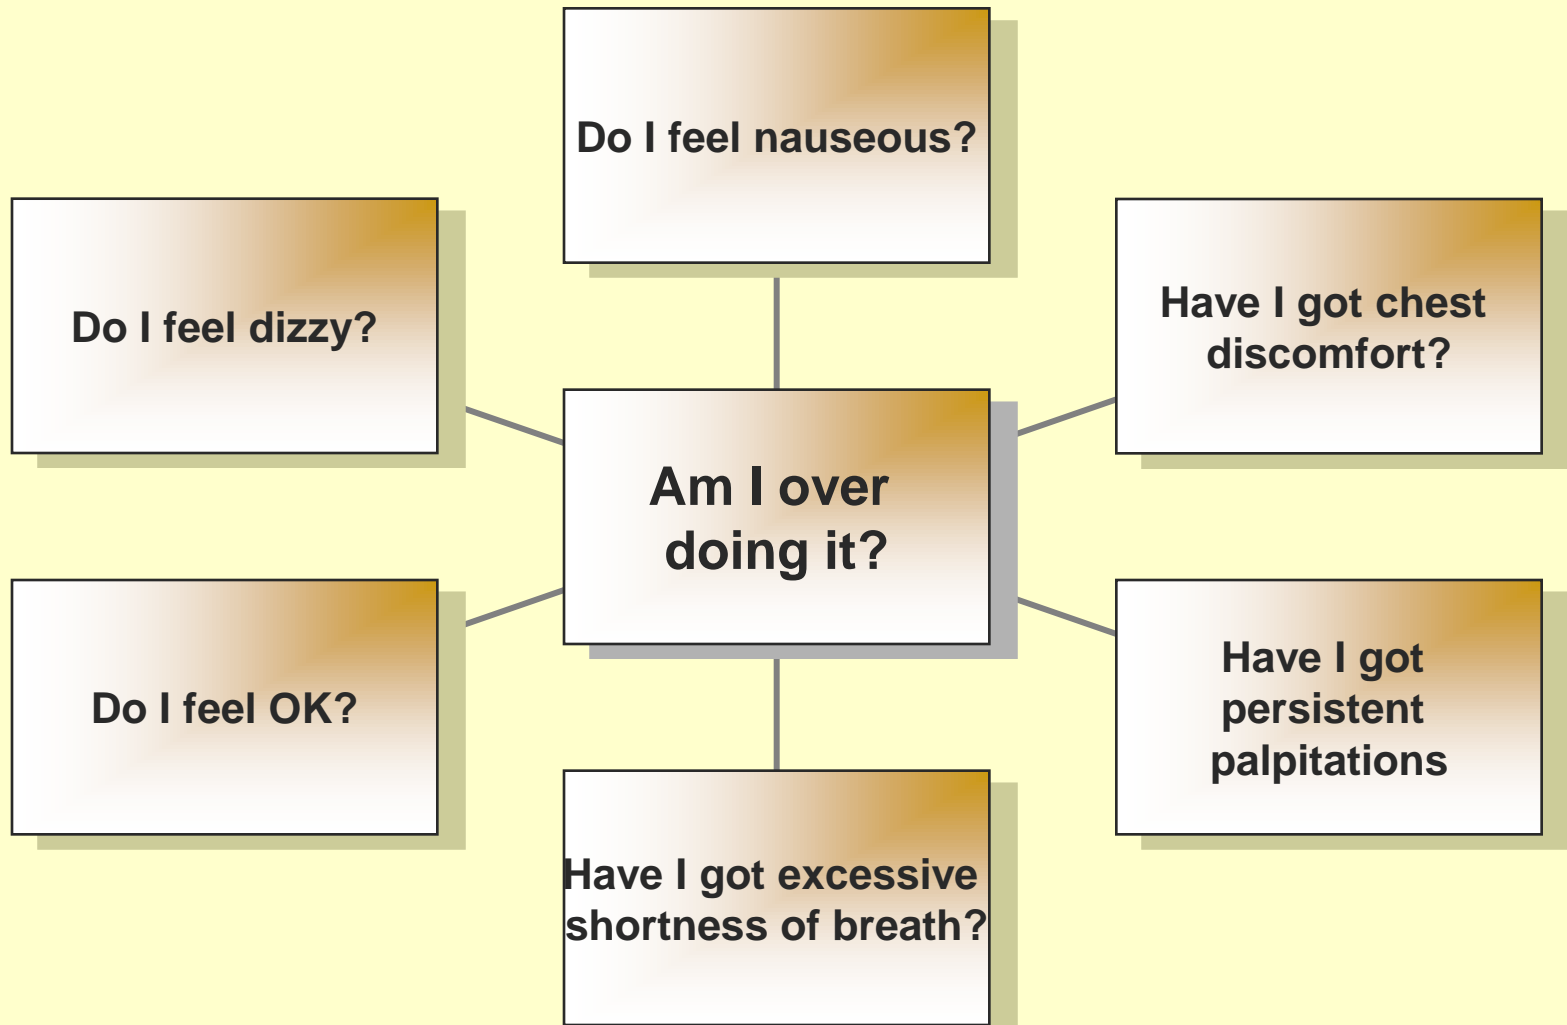 Do I feel nauseous?
Do I feel dizzy?
Have I got chest
discomfort?
Am I over
doing it?
Do I feel OK?
Have I got
persistent
palpitations
Have I got excessive
shortness of breath?